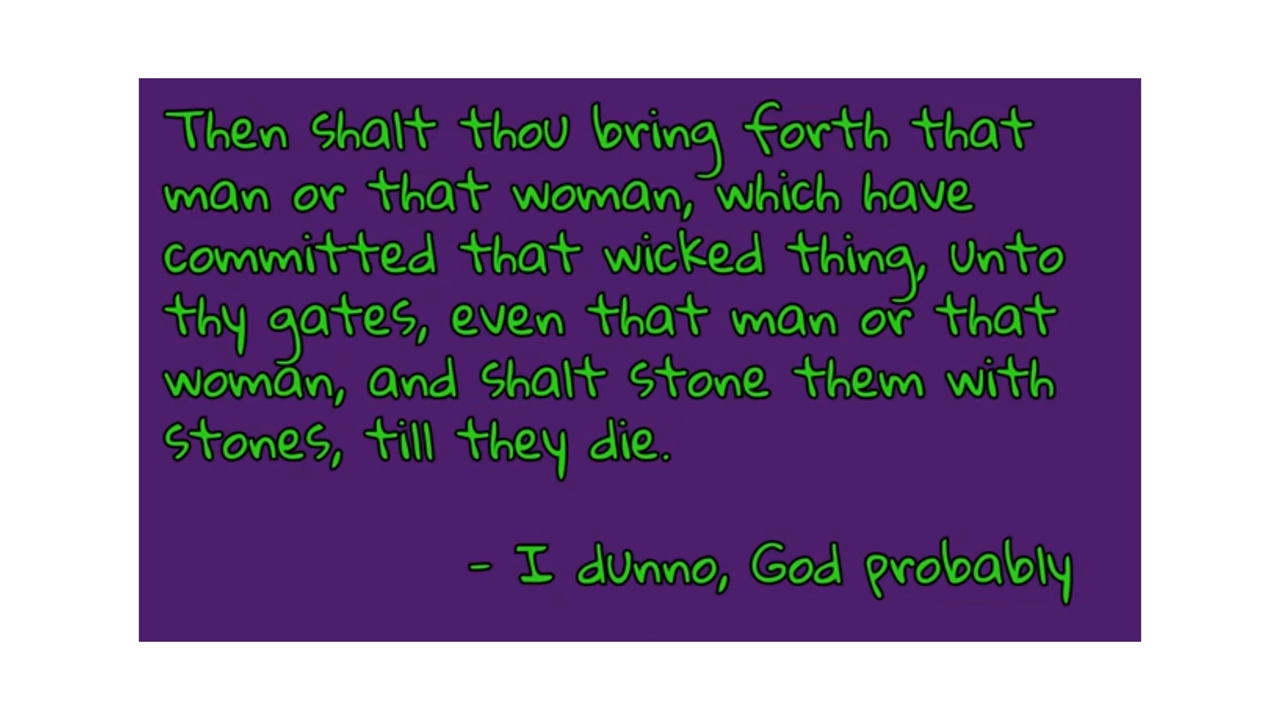 Then shalt thou bring forth that
man or that woman, which have
committed that wicked thing, unto
thy gates, even that man or that
woman, and shalt stone them with
stones, till they die.
- I dunno, God probably